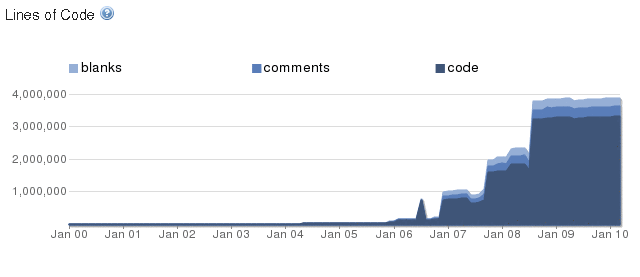 Lines of Code ?
blanks comments code
4,000,000
3,000,000
2,000,000
1,000,000
Jan 00 Jan 01 Jan 02 Jan 03 Jan 04 Jan 05 Jan 06 Jan 07 Jan 08 Jan 09 Jan 10